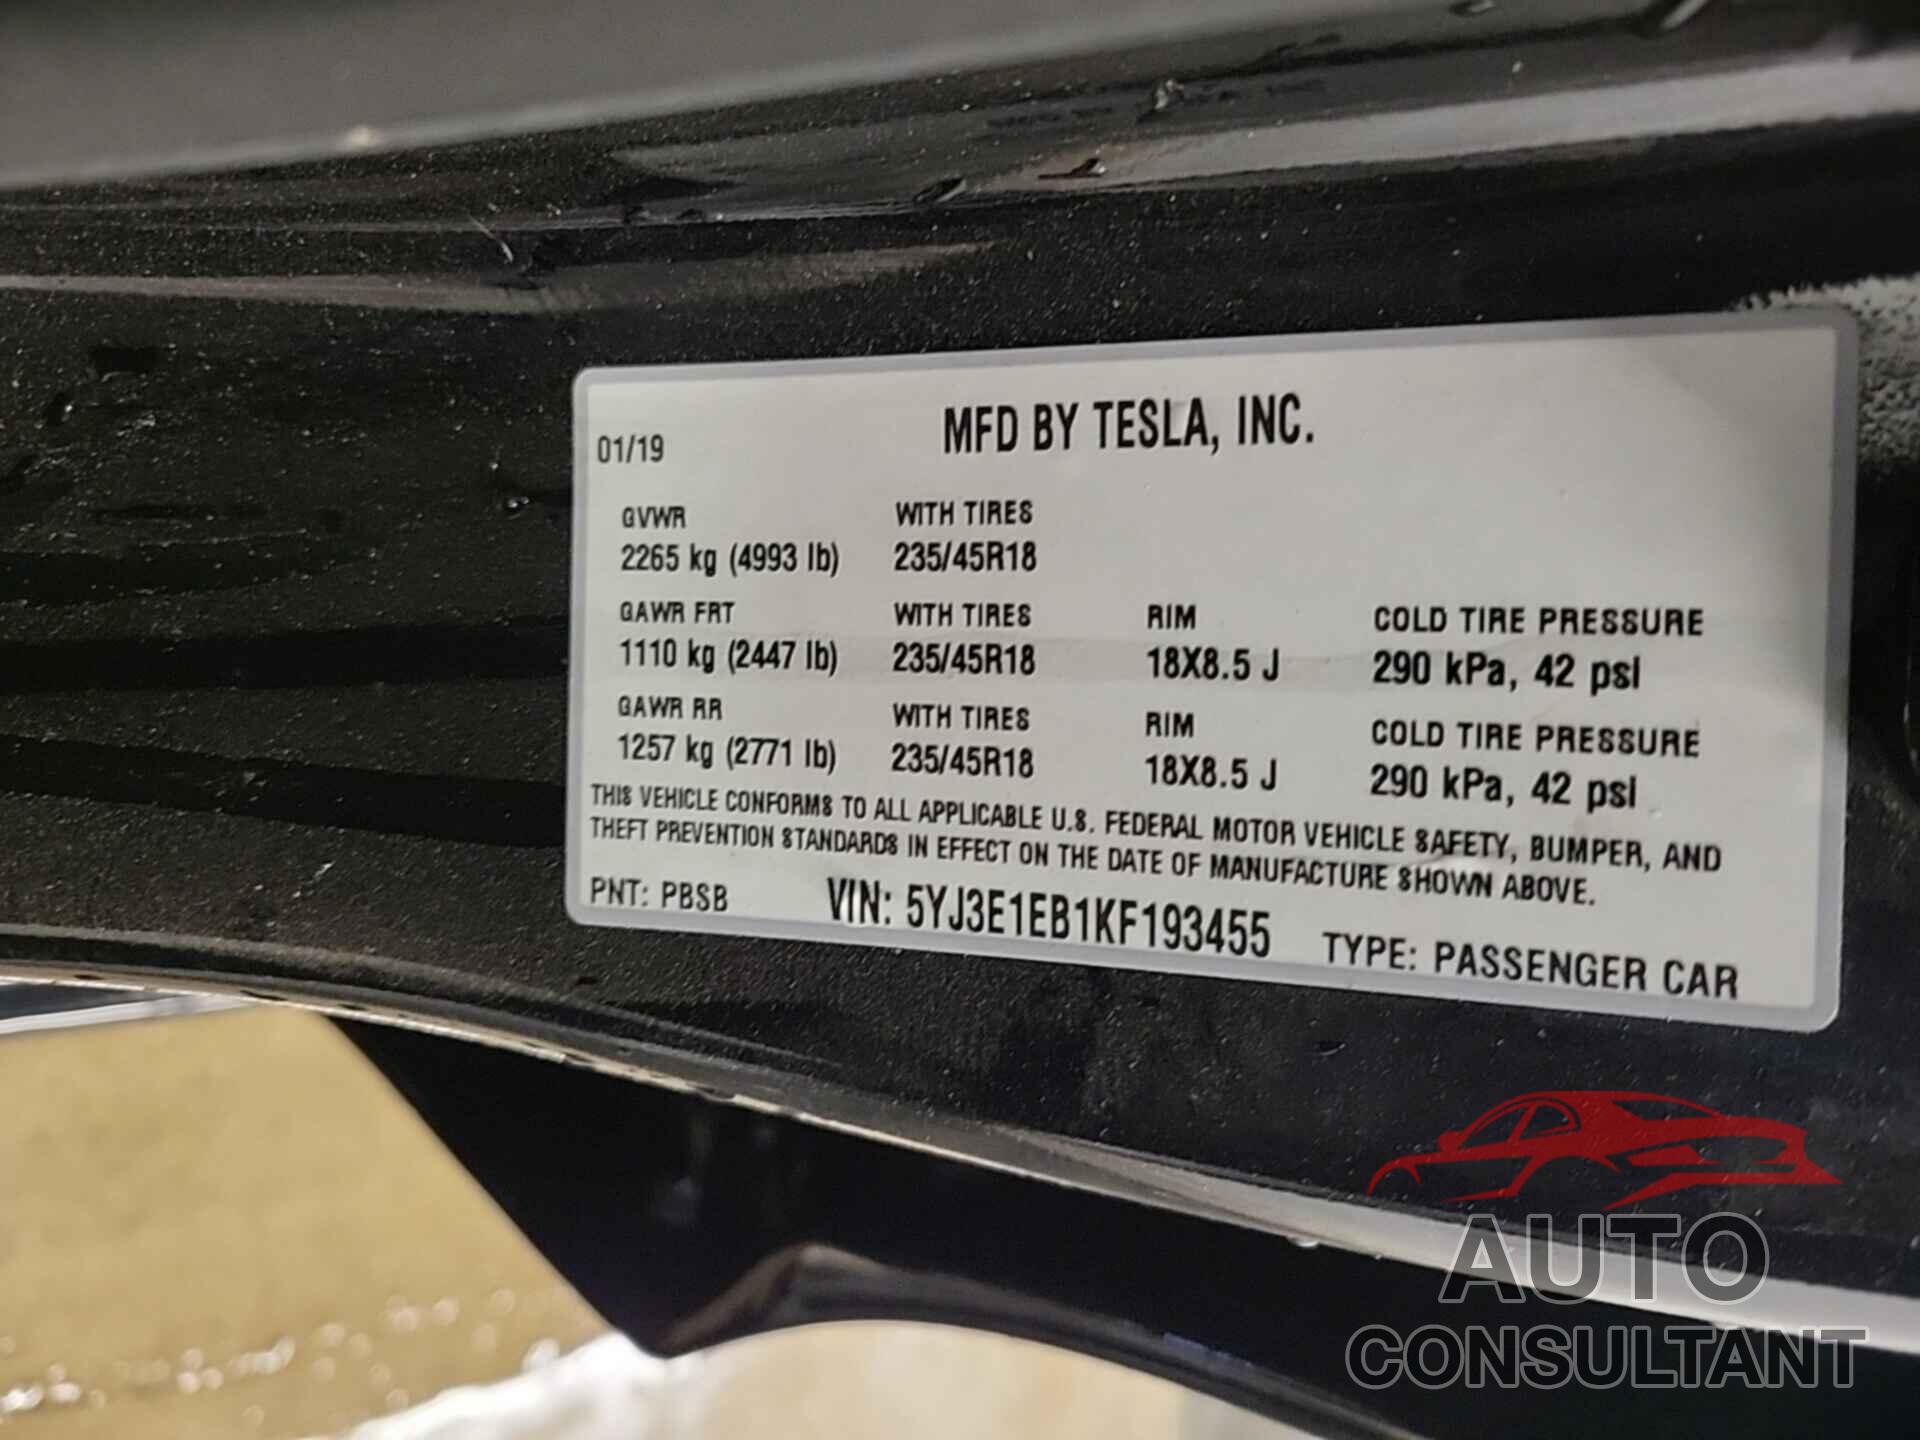 01/19 MFD BY TESLA, INC.
GVWR WITH TIRES
2265 kg (4993 lb) 235/45R18
GAWR FRT WITH TIRES RIM COLD TIRE PRESSURE
1110 kg (2447 lb) 235/45R18 18X8.5 J 290 kPa, 42 psi
GAWR RR WITH TIRES RIM COLD TIRE PRESSURE
1257 kg (2771 lb) 235/45R18 18X8.5 J 290 kPa, 42 psi
THIS VEHICLE CONFORMS TO ALL APPLICABLE U.S. FEDERAL MOTOR VEHICLE SAFETY, BUMPER, AND
THEFT PREVENTION STANDARDS IN EFFECT ON THE DATE OF MANUFACTURE SHOWN ABOVE.
PNT: PBSB VIN: 5YJ3E1EB1KF193455 TYPE: PASSENGER CAR
AUTO
CONSULTANT